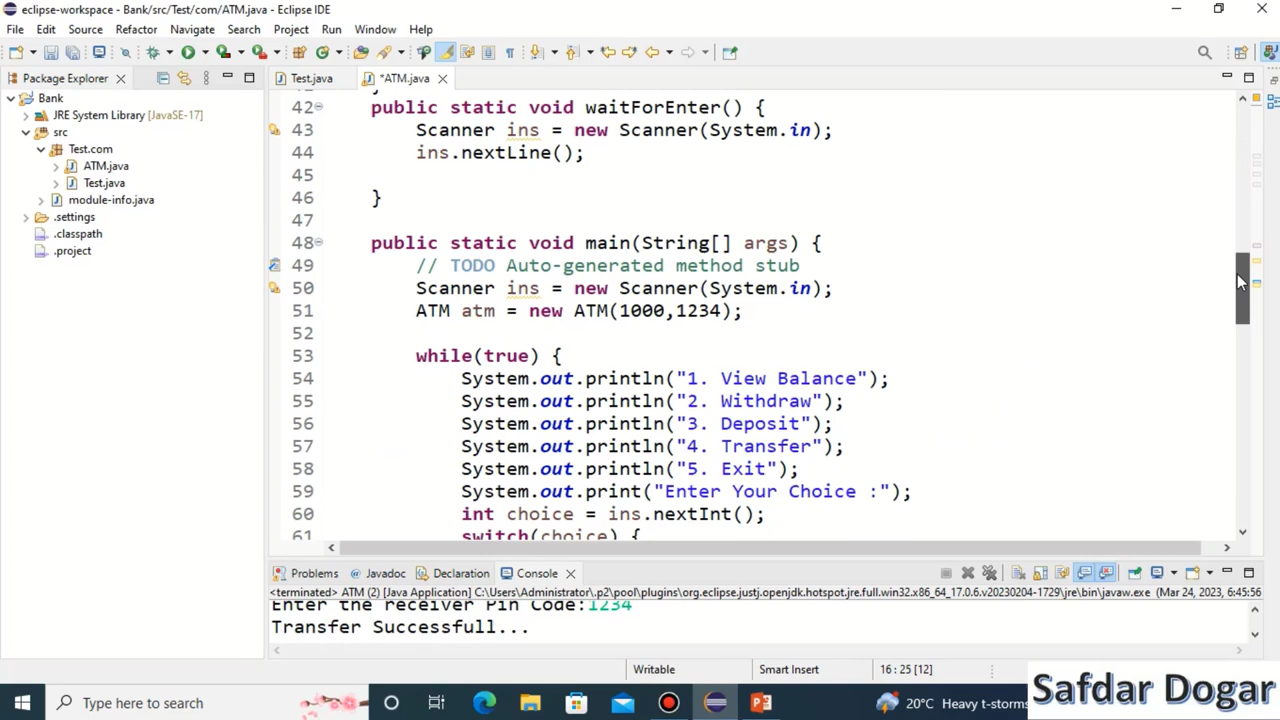 eclipse-workspace - Bank/src/Test/com/ATM.java - Eclipse IDE
File Edit Source Refactor Navigate Search Project Run Window Help
Package Explorer
Test.java
*ATM.java
Bank
JRE System Library [JavaSE-17]
src
Test.com
ATM.java
Test.java
module-info.java
.settings
.classpath
.project
42 public static void waitForEnter() {
43 Scanner ins = new Scanner(System.in);
44 ins.nextLine();
45
46 }
47
48 public static void main(String[] args) {
49 // TODO Auto-generated method stub
50 Scanner ins = new Scanner(System.in);
51 ATM atm = new ATM(1000,1234);
52
53 while(true) {
54 System.out.println("1. View Balance");
55 System.out.println("2. Withdraw");
56 System.out.println("3. Deposit");
57 System.out.println("4. Transfer");
58 System.out.println("5. Exit");
59 System.out.print("Enter Your Choice :");
60 int choice = ins.nextInt();
61 switch(choice) {
Problems Javadoc Declaration Console
<terminated> ATM (2) [Java Application] C:\Users\Administrator\.p2\pool\plugins\org.eclipse.justj.openjdk.hotspot.jre.full.win32.x86_64_17.0.6.v20230204-1729\jre\bin\javaw.exe (Mar 24, 2023, 6:45:56
Enter the receiver Pin Code:1234
Transfer Successfull...
Writable Smart Insert 16 : 25 [12]
Type here to search
20°C Heavy t-storms
Safdar Dogar